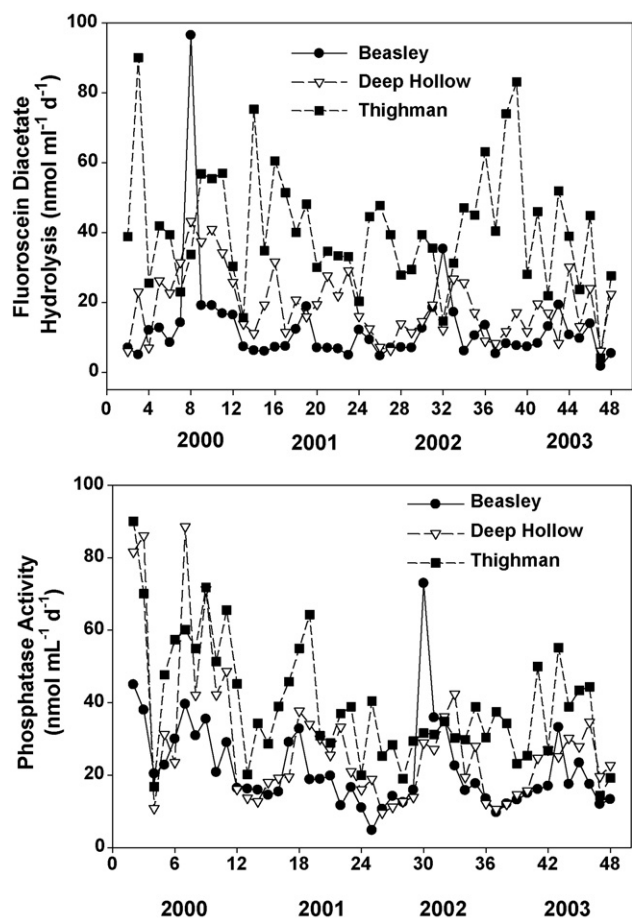 100
80
60
40
20
0
Fluoroscein Diacetate
Hydrolysis (nmol ml⁻¹ d⁻¹)
Beasley
Deep Hollow
Thighman
0 4 8 12 16 20 24 28 32 36 40 44 48
2000 2001 2002 2003
100
80
60
40
20
0
Phosphatase Activity
(nmol mL⁻¹ d⁻¹)
Beasley
Deep Hollow
Thighman
0 6 12 18 24 30 36 42 48
2000 2001 2002 2003